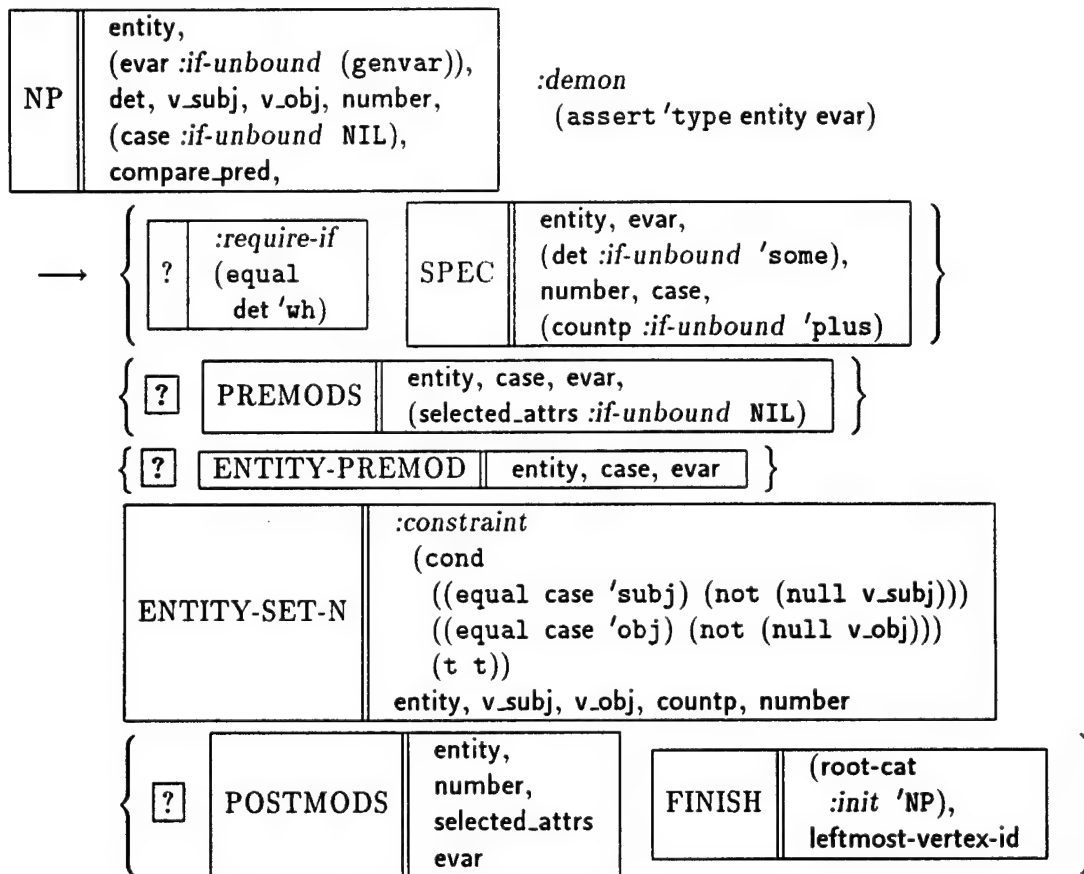 NP
entity,
(evar :if-unbound (genvar)),
det, v_subj, v_obj, number,
(case :if-unbound NIL),
compare_pred,
:demon
(assert 'type entity evar)
⟶
{ ?
:require-if
(equal
det 'wh)
SPEC
entity, evar,
(det :if-unbound 'some),
number, case,
(countp :if-unbound 'plus)
}
{ ? PREMODS
entity, case, evar,
(selected_attrs :if-unbound NIL)
}
{ ? ENTITY-PREMOD entity, case, evar }
ENTITY-SET-N
:constraint
(cond
((equal case 'subj) (not (null v_subj)))
((equal case 'obj) (not (null v_obj)))
(t t))
entity, v_subj, v_obj, countp, number
{ ? POSTMODS
entity,
number,
selected_attrs
evar
FINISH
(root-cat
:init 'NP),
leftmost-vertex-id
}